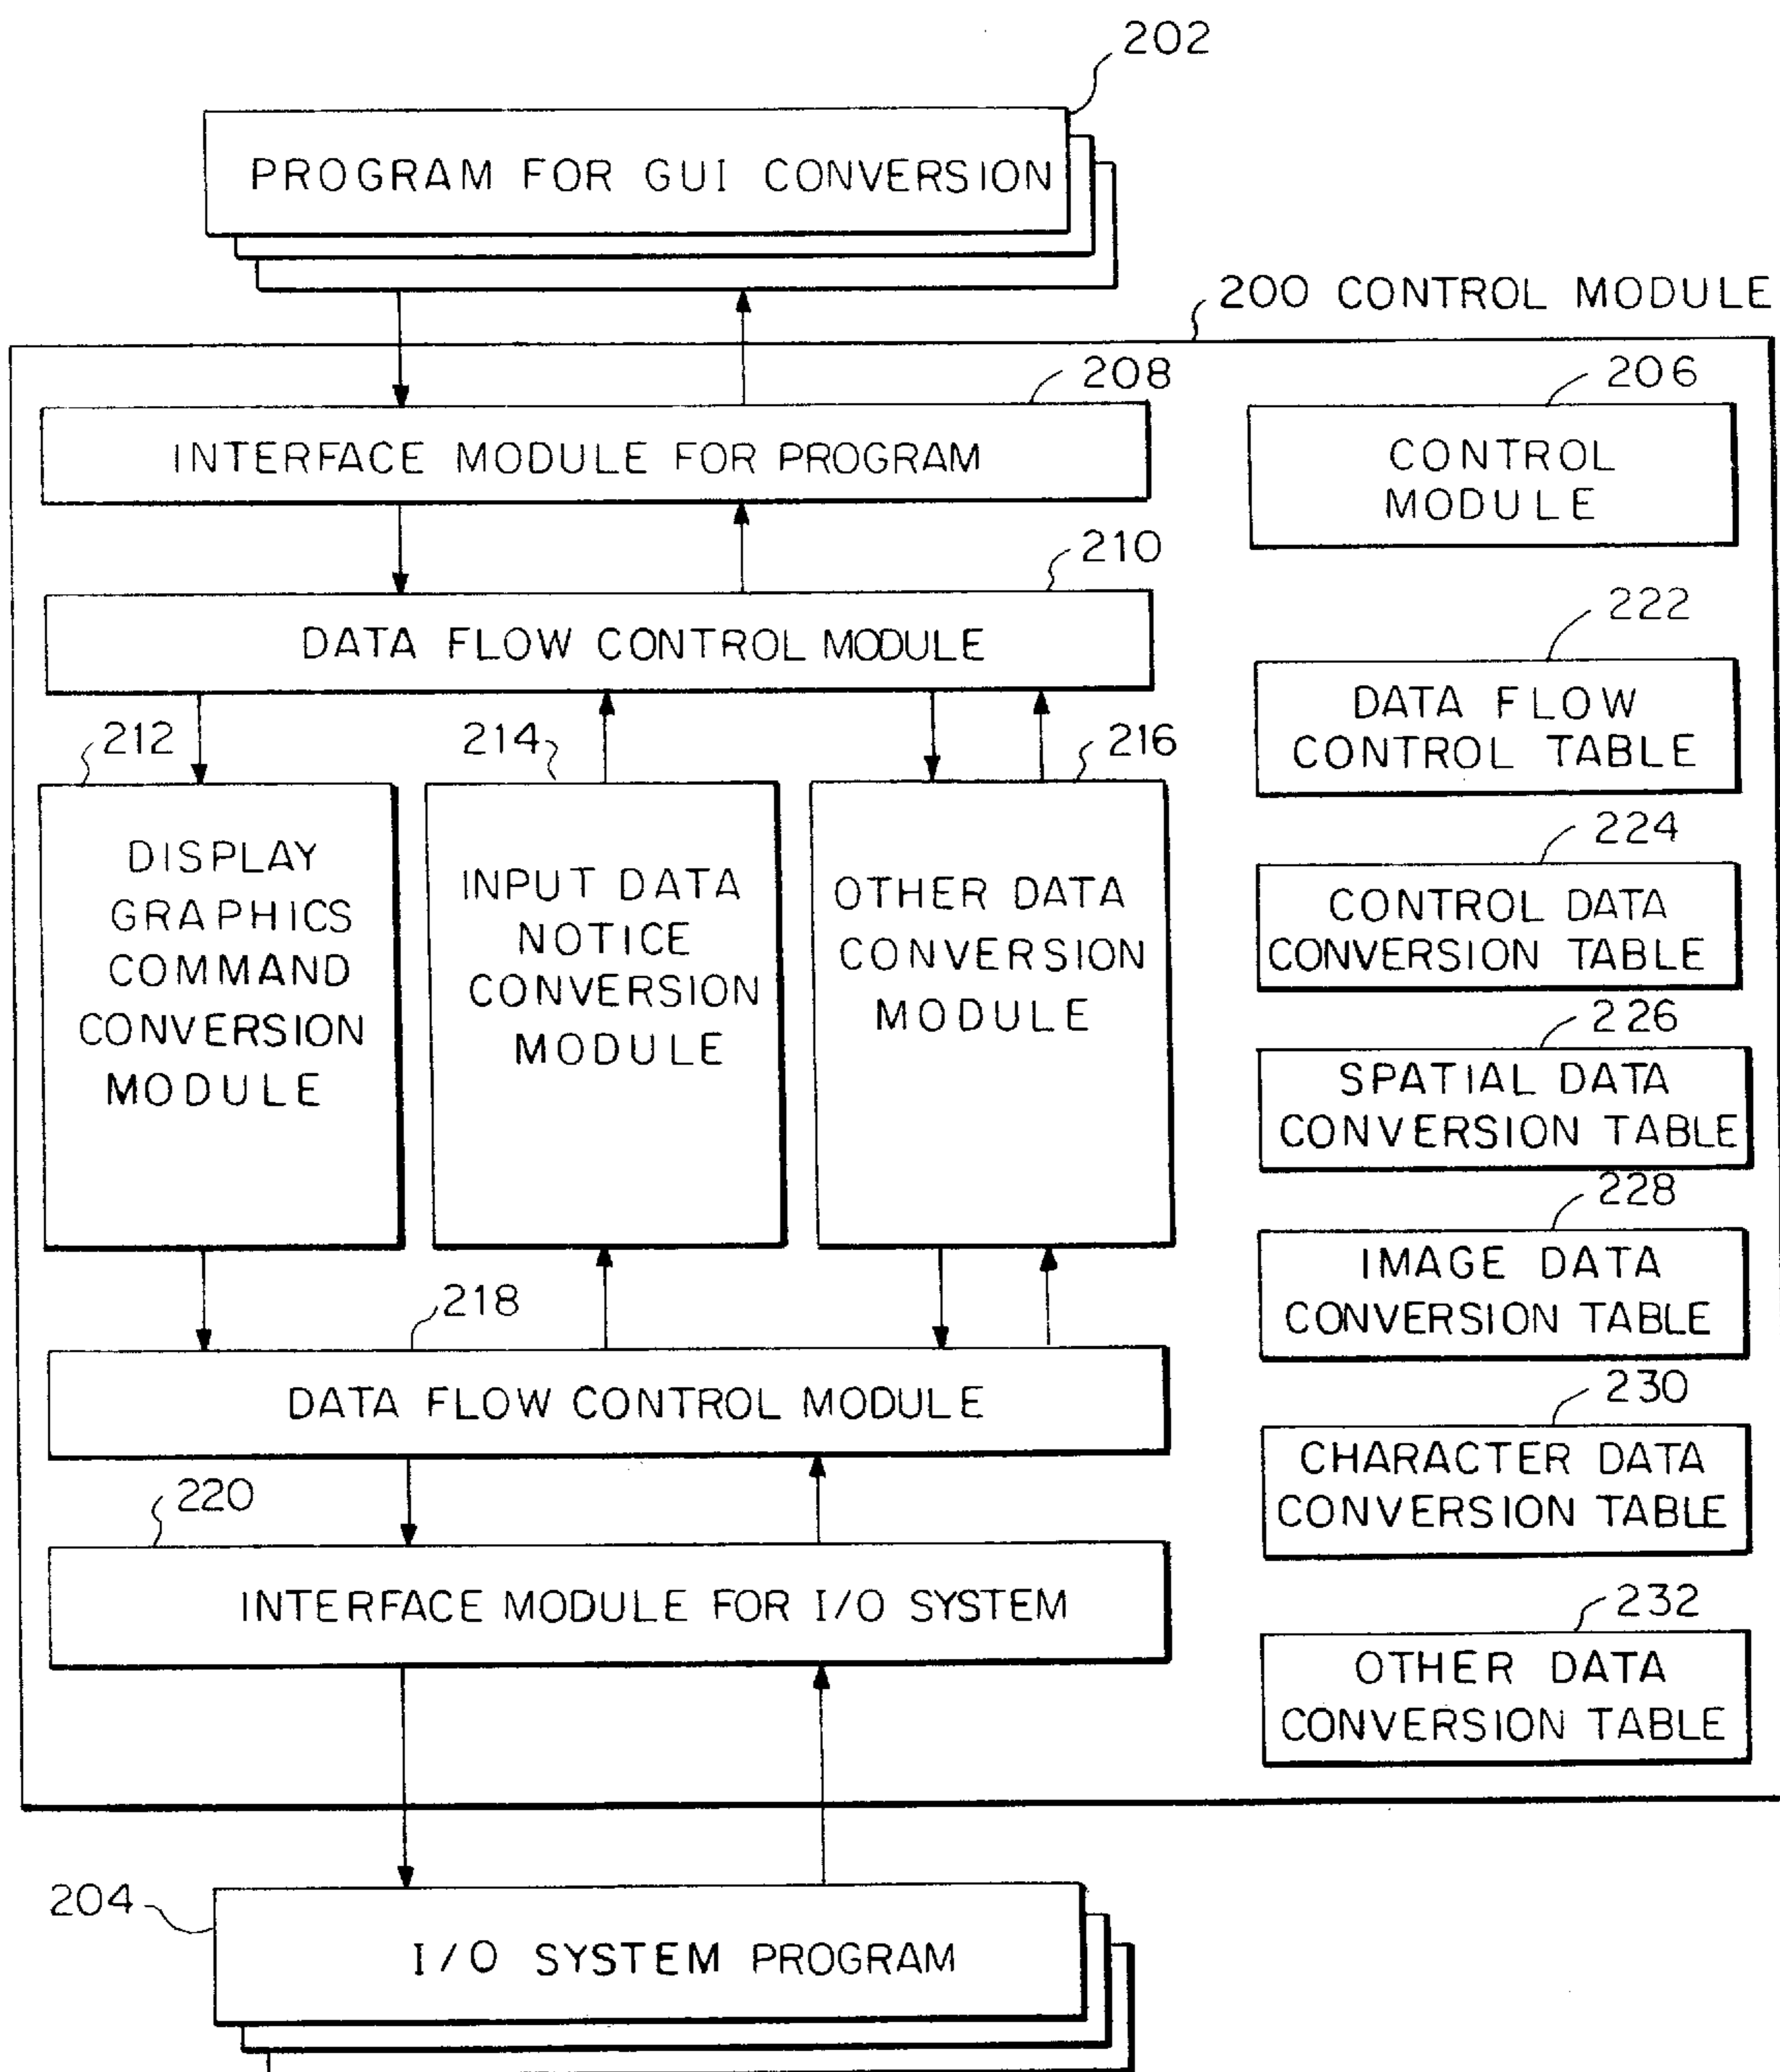 202
PROGRAM FOR GUI CONVERSION
200 CONTROL MODULE
208
INTERFACE MODULE FOR PROGRAM
206
CONTROL
MODULE
210
DATA FLOW CONTROL MODULE
222
DATA FLOW
CONTROL TABLE
212
DISPLAY
GRAPHICS
COMMAND
CONVERSION
MODULE
214
INPUT DATA
NOTICE
CONVERSION
MODULE
216
OTHER DATA
CONVERSION
MODULE
224
CONTROL DATA
CONVERSION TABLE
226
SPATIAL DATA
CONVERSION TABLE
228
IMAGE DATA
CONVERSION TABLE
218
DATA FLOW CONTROL MODULE
230
CHARACTER DATA
CONVERSION TABLE
220
INTERFACE MODULE FOR I/O SYSTEM
232
OTHER DATA
CONVERSION TABLE
204
I/O SYSTEM PROGRAM